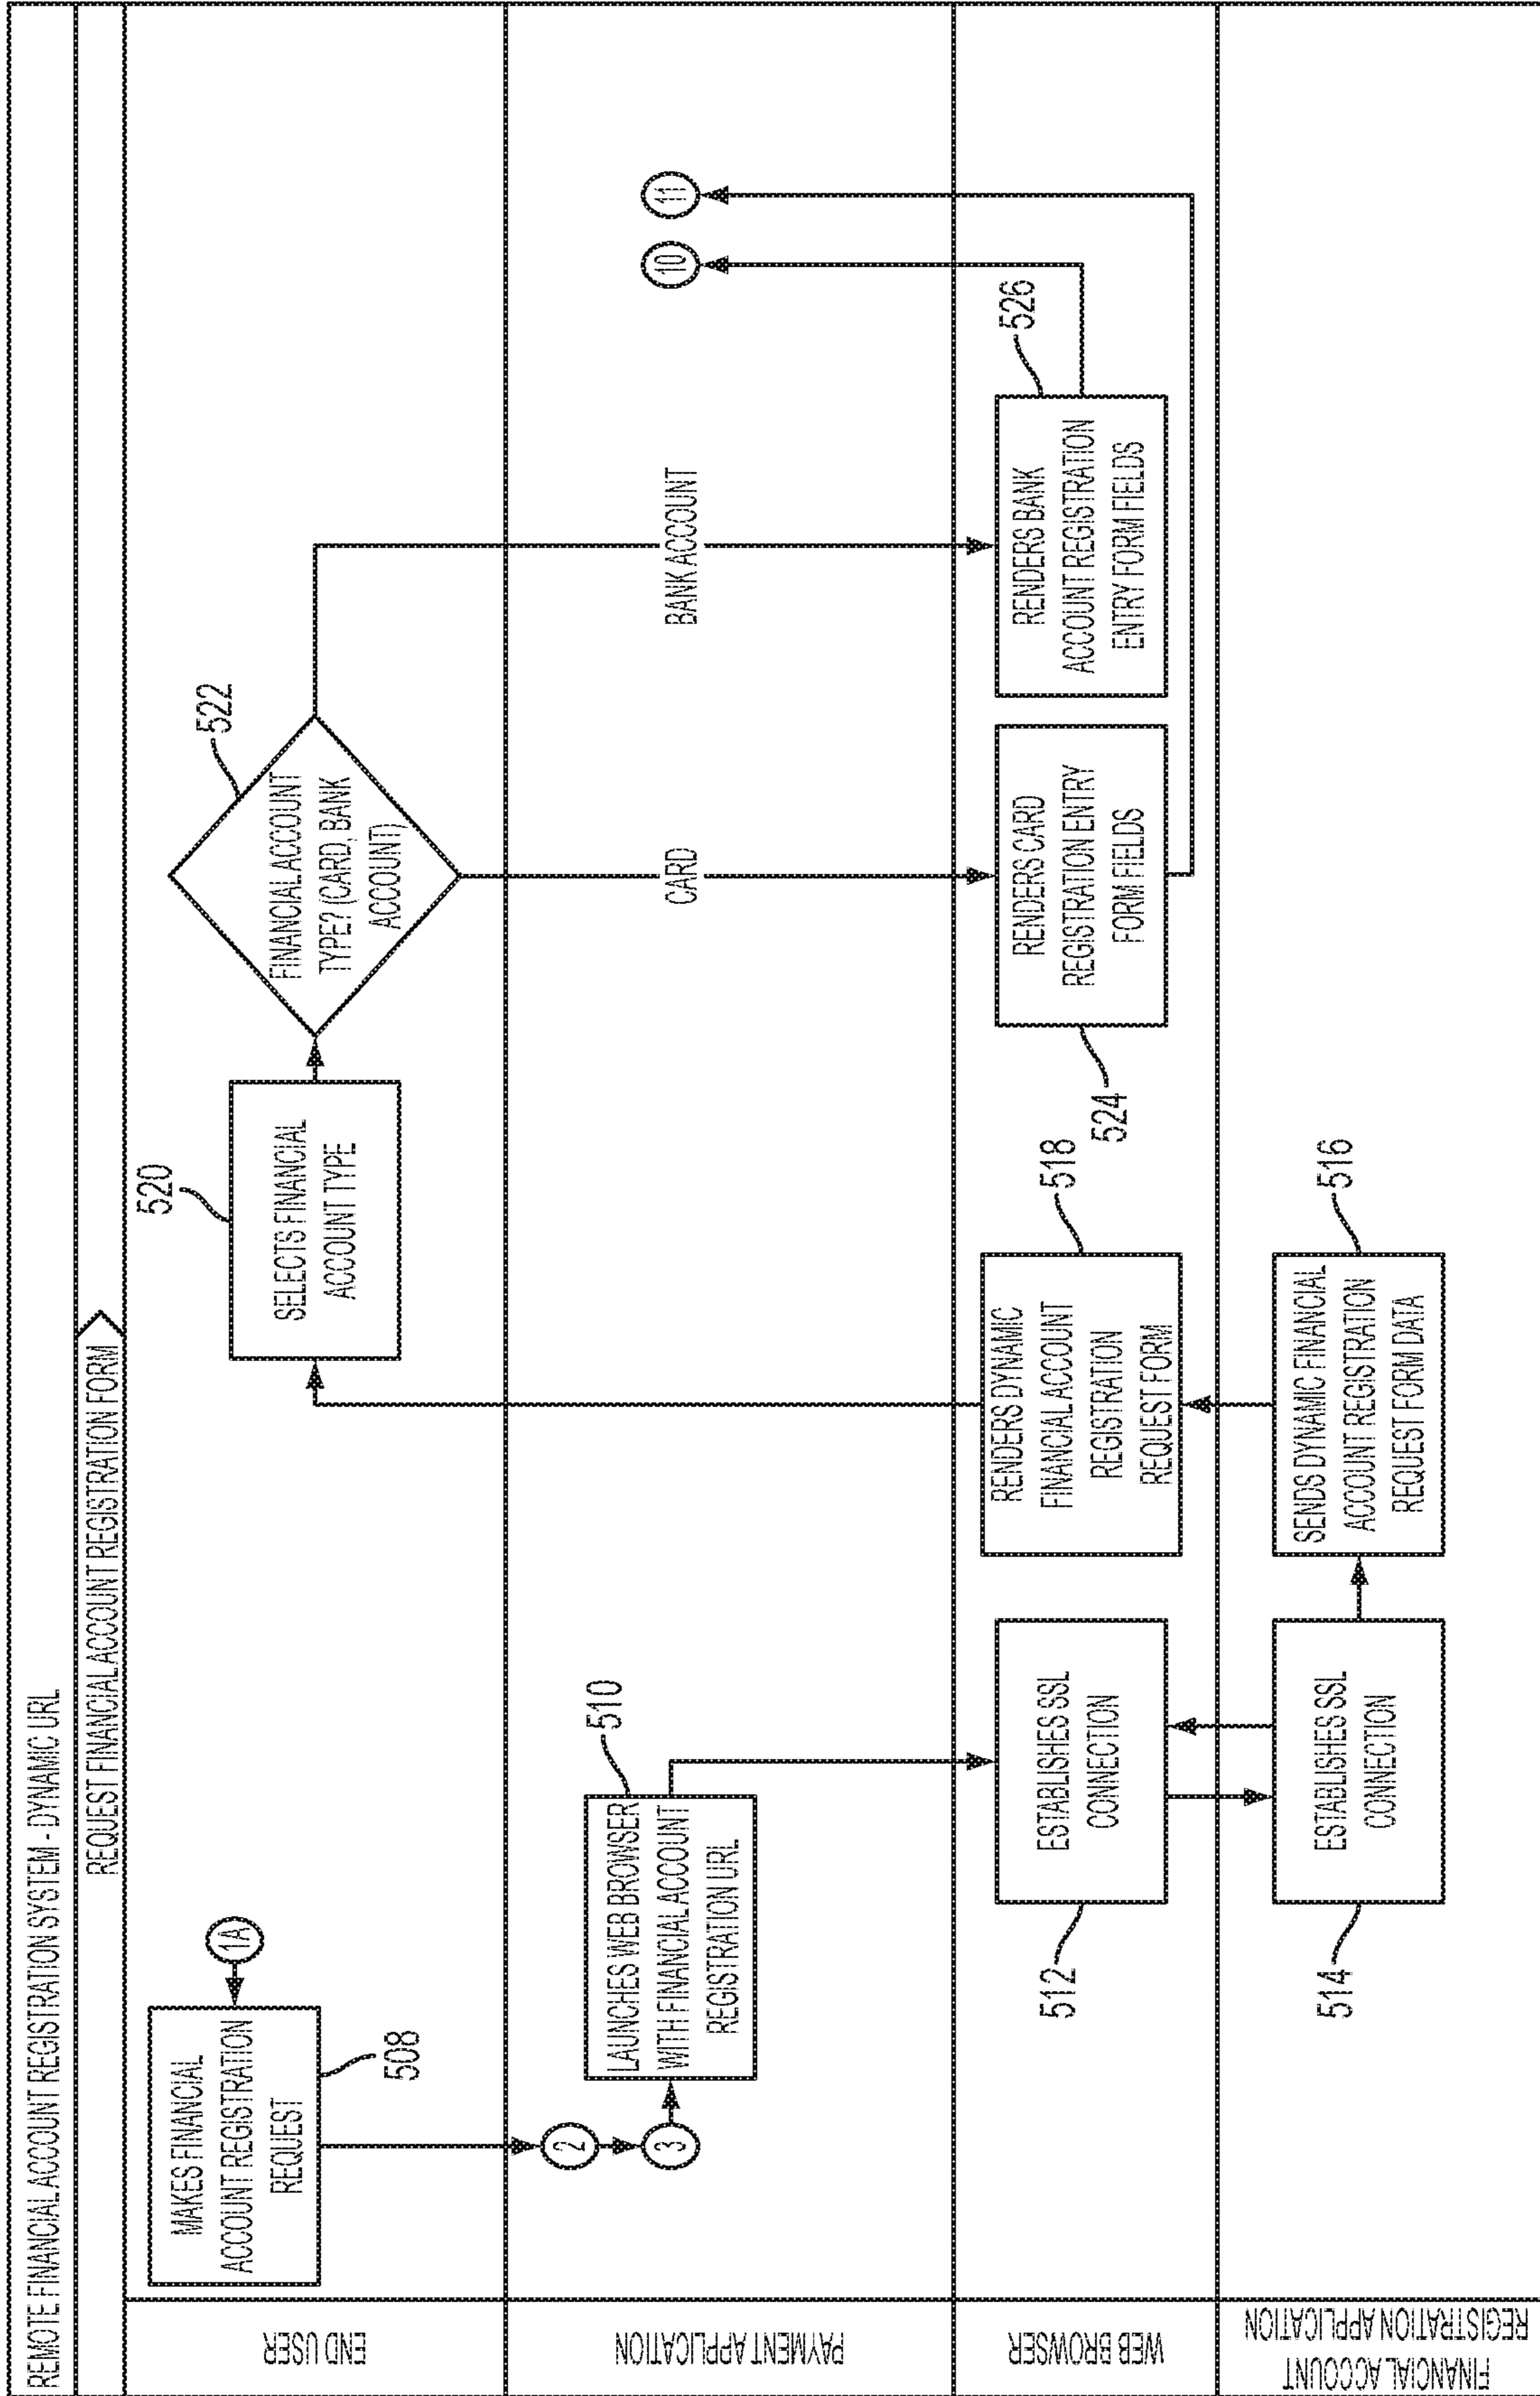 REMOTE FINANCIAL ACCOUNT REGISTRATION SYSTEM - DYNAMIC URL
REQUEST FINANCIAL ACCOUNT REGISTRATION FORM
END USER
MAKES FINANCIAL
ACCOUNT REGISTRATION
REQUEST
508
1A
SELECTS FINANCIAL
ACCOUNT TYPE
520
FINANCIAL ACCOUNT
TYPE? (CARD, BANK
ACCOUNT)
522
PAYMENT APPLICATION
2
3
LAUNCHES WEB BROWSER
WITH FINANCIAL ACCOUNT
REGISTRATION URL
510
CARD
BANK ACCOUNT
10
11
WEB BROWSER
ESTABLISHES SSL
CONNECTION
512
RENDERS DYNAMIC
FINANCIAL ACCOUNT
REGISTRATION
REQUEST FORM
518
RENDERS CARD
REGISTRATION ENTRY
FORM FIELDS
524
RENDERS BANK
ACCOUNT REGISTRATION
ENTRY FORM FIELDS
526
FINANCIAL ACCOUNT
REGISTRATION APPLICATION
ESTABLISHES SSL
CONNECTION
514
SENDS DYNAMIC FINANCIAL
ACCOUNT REGISTRATION
REQUEST FORM DATA
516